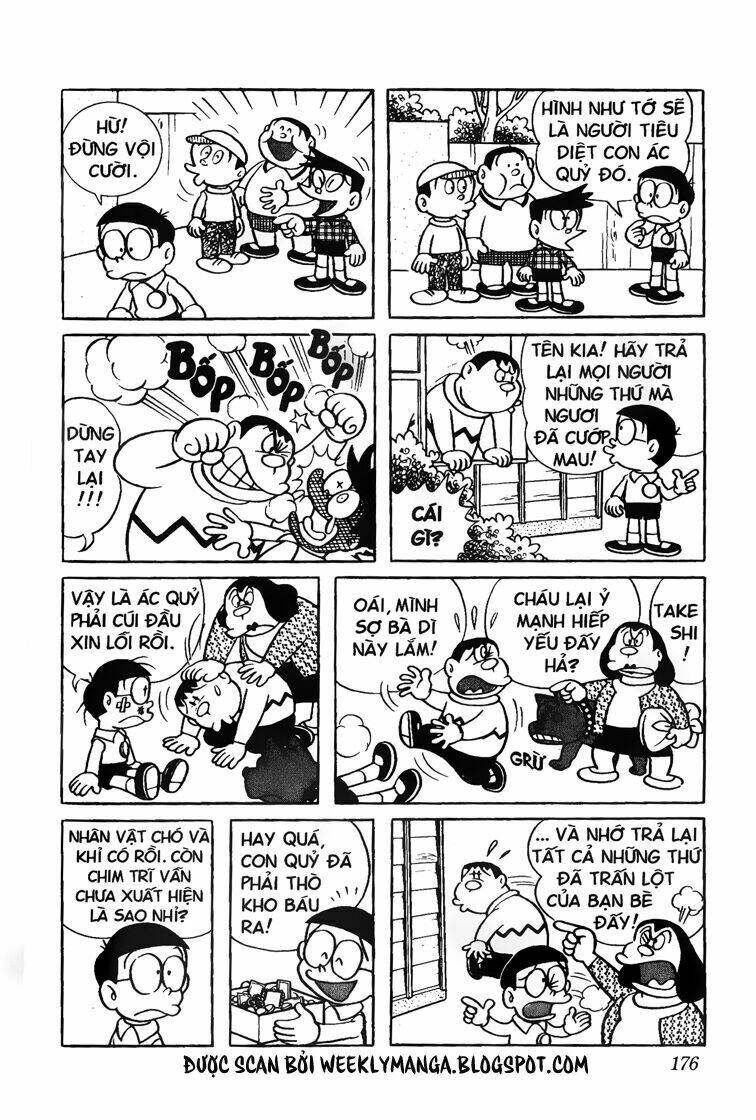 HÌNH NHƯ TỚ SẼ
LÀ NGƯỜI TIÊU
DIỆT CON ÁC
QUỶ ĐÓ.
HỪ!
ĐỪNG VỘI
CƯỜI.
TÊN KIA! HÃY TRẢ
LẠI MỌI NGƯỜI
NHỮNG THỨ MÀ
NGƯƠI
ĐÃ CƯỚP
MAU!
CÁI
GÌ?
BỐP
BỐP
BỐP
DỪNG
TAY
LẠI
!!!
TAKE
SHI
!
CHÁU LẠI Ỷ
MẠNH HIẾP
YẾU ĐẤY
HẢ?
OÁI, MÌNH
SỢ BÀ DÌ
NÀY LẮM!
GRỪ
VẬY LÀ ÁC QUỶ
PHẢI CÚI ĐẦU
XIN LỖI RỒI.
... VÀ NHỚ TRẢ LẠI
TẤT CẢ NHỮNG THỨ
ĐÃ TRẤN LỘT
CỦA BẠN BÈ
ĐẤY!
HAY QUÁ,
CON QUỶ ĐÃ
PHẢI THÒ
KHO BÁU
RA!
NHÂN VẬT CHÓ VÀ
KHỈ CÓ RỒI. CÒN
CHIM TRĨ VẪN
CHƯA XUẤT HIỆN
LÀ SAO NHỈ?
ĐƯỢC SCAN BỞI WEEKLYMANGA.BLOGSPOT.COM
176